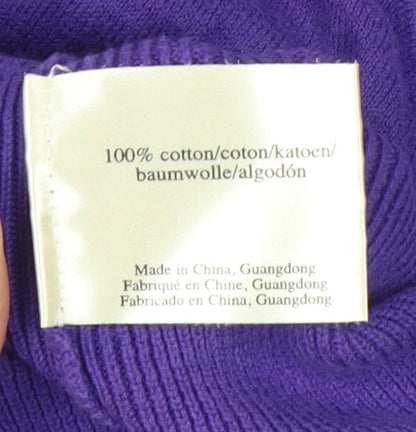 100% cotton/coton/katoen/
baumwolle/algodón
Made in China, Guangdong
Fabriqué en Chine, Guangdong
Fabricado en China, Guangdong